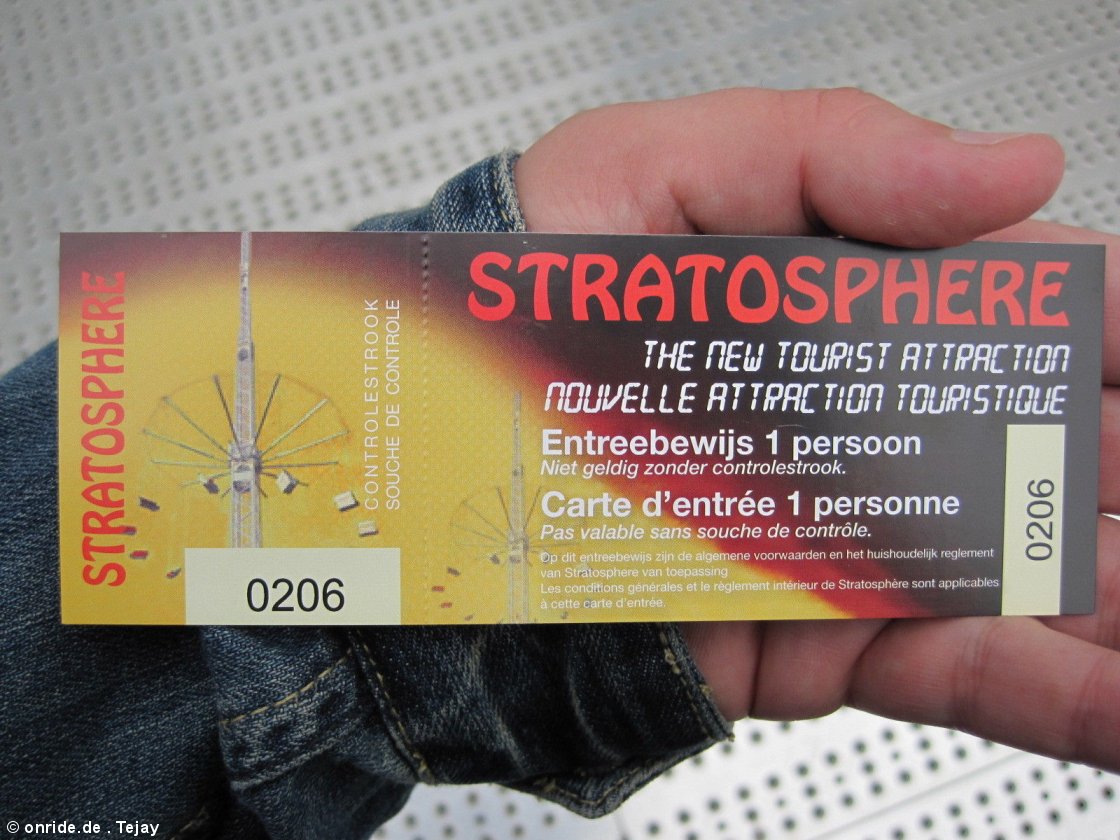 STRATOSPHERE
CONTROLESTROOK
SOUCHE DE CONTROLE
0206
STRATOSPHERE
THE NEW TOURIST ATTRACTION
NOUVELLE ATTRACTION TOURISTIQUE
Entreebewijs 1 persoon
Niet geldig zonder controlestrook.
Carte d'entrée 1 personne
Pas valable sans souche de contrôle.
Op dit entreebewijs zijn de algemene voorwaarden en het huishoudelijk reglement
van Stratosphere van toepassing
Les conditions générales et le règlement intérieur de Stratosphère sont applicables
à cette carte d'entrée.
0206
© onride.de . Tejay